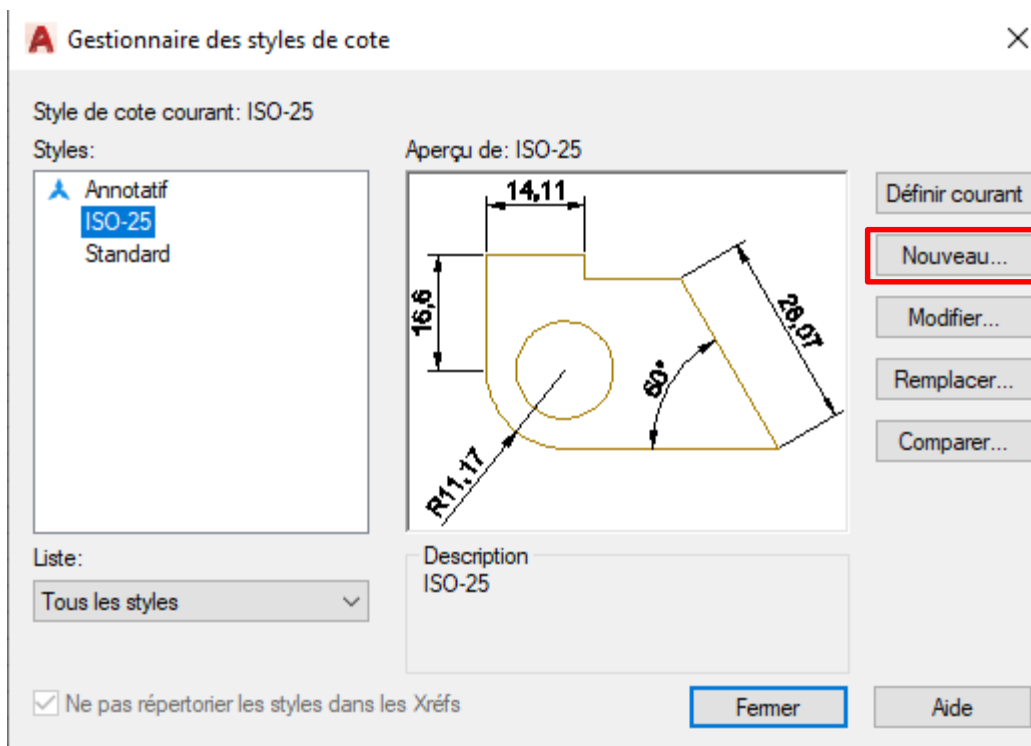 Gestionnaire des styles de cote
Style de cote courant: ISO-25
Styles:
Annotatif
ISO-25
Standard
Liste:
Tous les styles
Ne pas répertorier les styles dans les Xréfs
Aperçu de: ISO-25
14,11
16,6
28,07
60°
R11,17
Description
ISO-25
Définir courant
Nouveau...
Modifier...
Remplacer...
Comparer...
Fermer
Aide